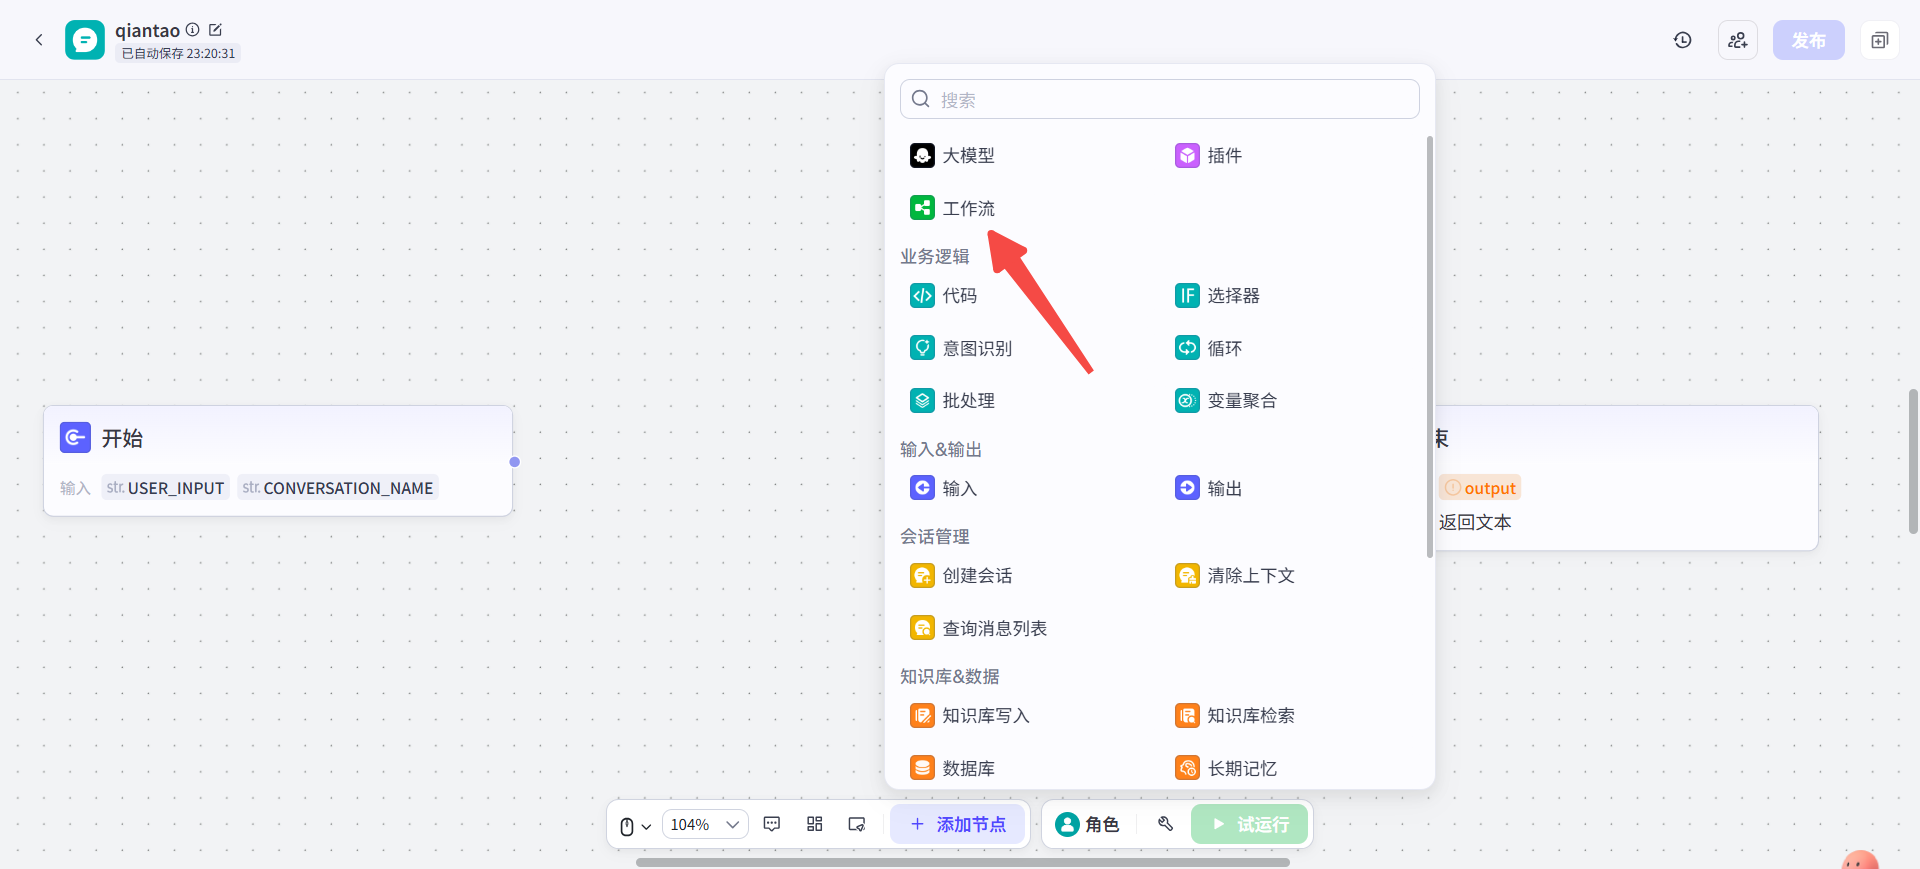 qiantao
已自动保存 23:20:31
发布
搜索
大模型
插件
工作流
业务逻辑
代码
IF 选择器
意图识别
循环
批处理
变量聚合
输入&输出
输入
输出
会话管理
创建会话
清除上下文
查询消息列表
知识库&数据
知识库写入
知识库检索
数据库
长期记忆
开始
输入 str. USER_INPUT str. CONVERSATION_NAME
束
output
返回文本
104%
添加节点
角色
试运行